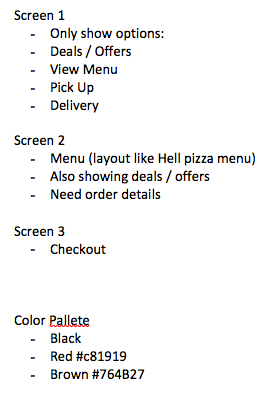 Screen 1
- Only show options:
- Deals / Offers
- View Menu
- Pick Up
- Delivery
Screen 2
- Menu (layout like Hell pizza menu)
- Also showing deals / offers
- Need order details
Screen 3
- Checkout
Color Pallete
- Black
- Red #c81919
- Brown #764B27